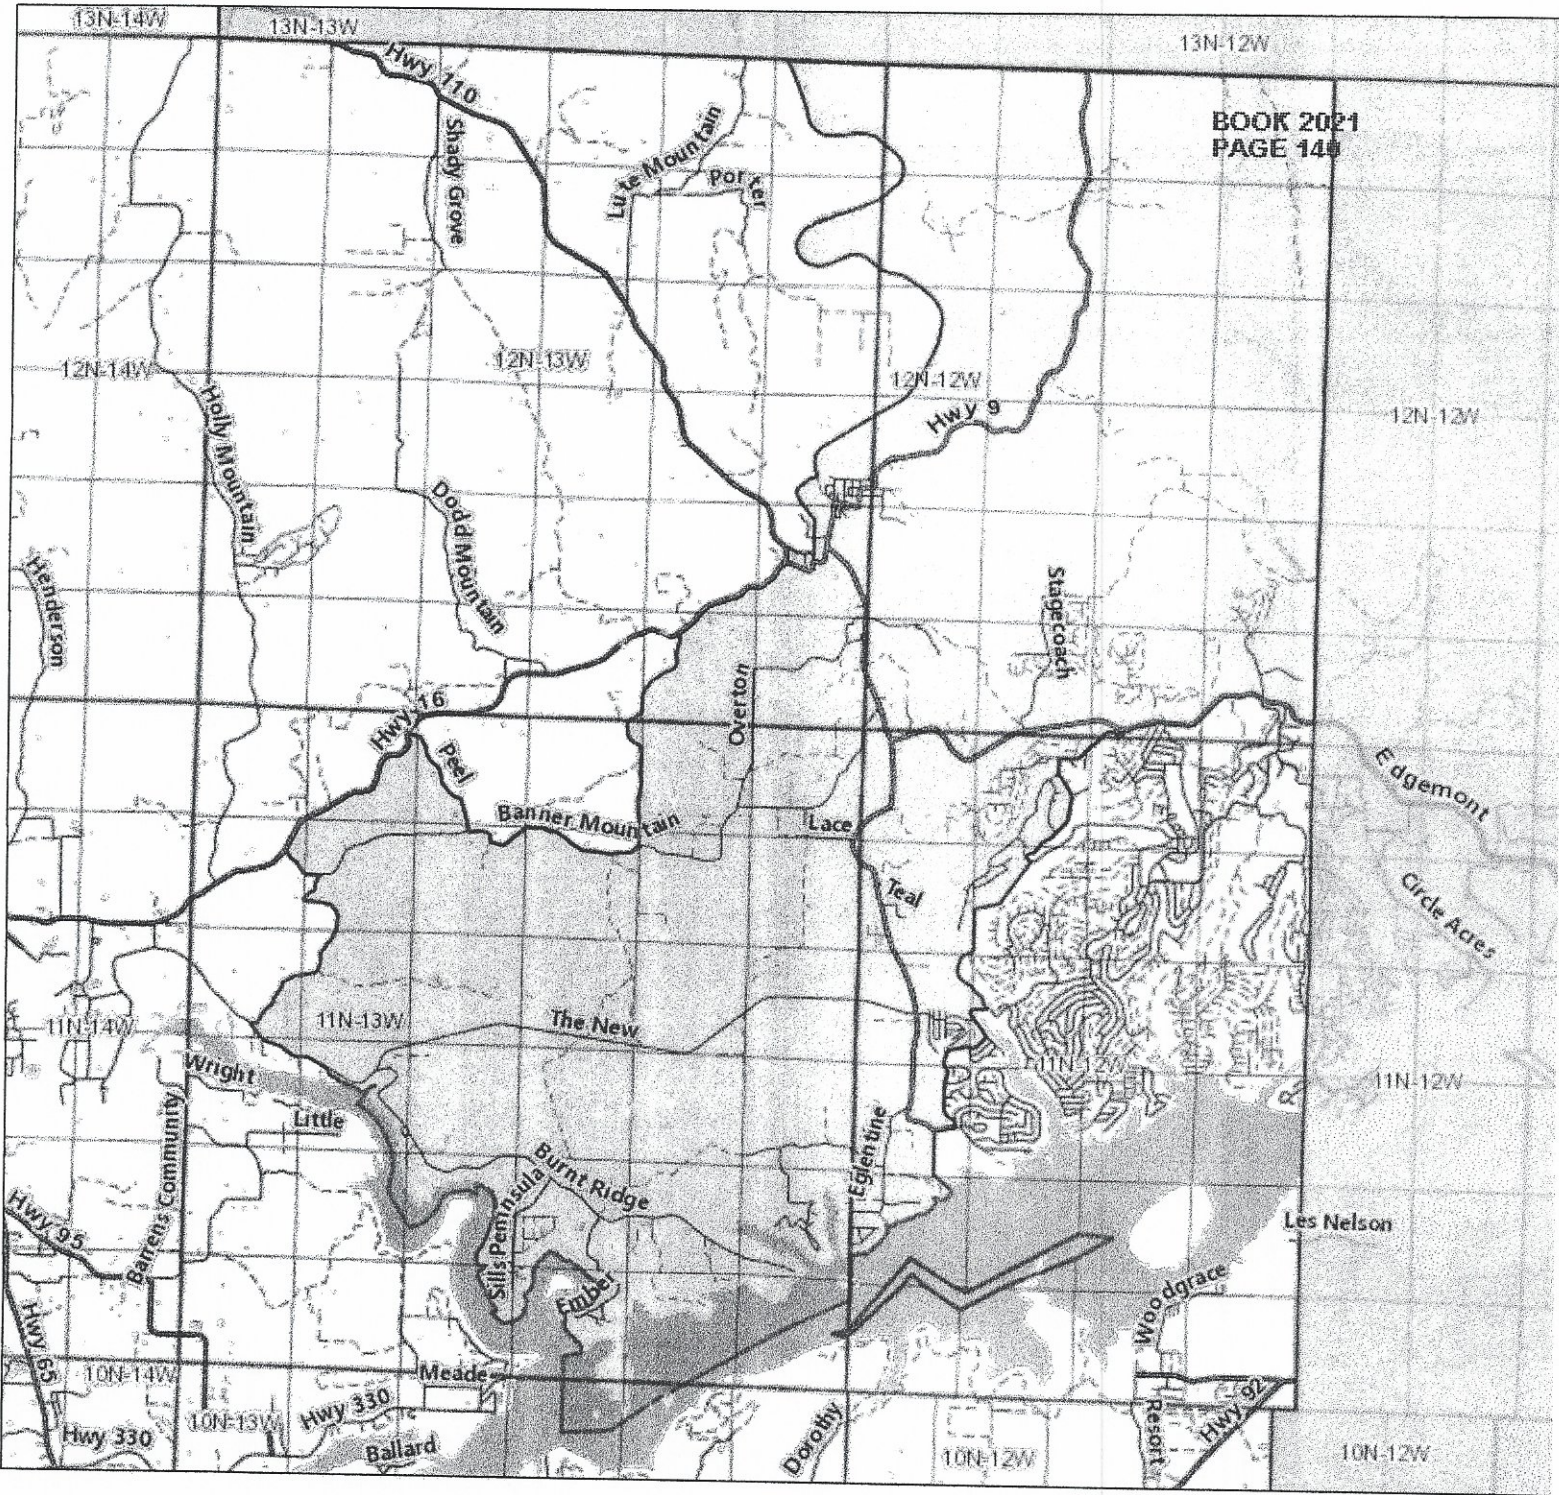 13N-14W
13N-13W
13N-12W
Hwy 110
BOOK 2021
PAGE 140
Shady Grove
Lute Mountain
Porter
12N-14W
12N-13W
12N-12W
12N-12W
Hwy 9
Holly Mountain
Dodd Mountain
Henderson
Stagecoach
Overton
Hwy 16
Peel
Edgemont
Banner Mountain
Lace
Teal
Circle Acres
11N-14W
11N-13W
The New
11N-12W
11N-12W
Wright
Little
Barrens Community
Eglentine
Burnt Ridge
Sills Peninsula
Hwy 95
Les Nelson
Ember
Woodgrace
Hwy 65
10N-14W
Meade
Hwy 92
10N-13W
Hwy 330
Hwy 330
Ballard
Dorothy
Resort
10N-12W
10N-12W